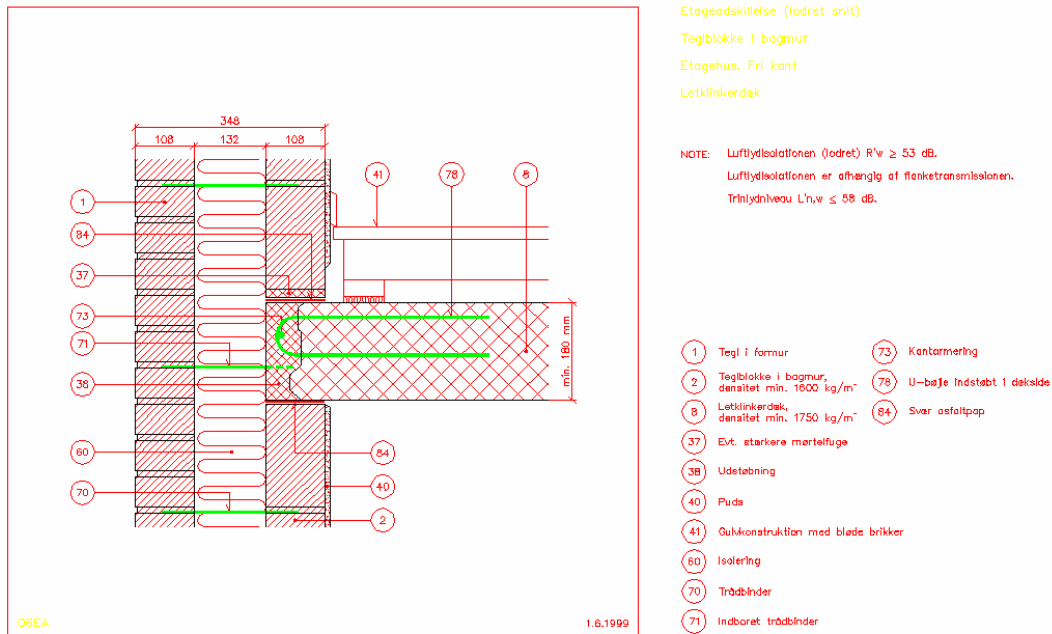 Etageadskillelse (lodret snit)
Teglblokke i bagmur
Etagehus. Fri kant
Letklinkerdæk
NOTE: Luftlydisolationen (lodret) R'w ≥ 53 dB.
Luftlydisolationen er afhængig af flanketransmissionen.
Trinlydniveau L'n,w ≤ 58 dB.
348
108 132 108
41 78 8
1
84
37
73
71
38
60
70
84
40
2
min. 180 mm
1 Tegl i formur
2 Teglblokke i bagmur,
densitet min. 1600 kg/m³
8 Letklinkerdæk,
densitet min. 1750 kg/m³
37 Evt. stærkere mørtelfuge
38 Udstøbning
40 Puds
41 Gulvkonstruktion med bløde brikker
60 Isolering
70 Trådbinder
71 Indboret trådbinder
73 Kantarmering
78 U-bøjle indstøbt i dækside
84 Svær asfaltpap
06EA
1.6.1999